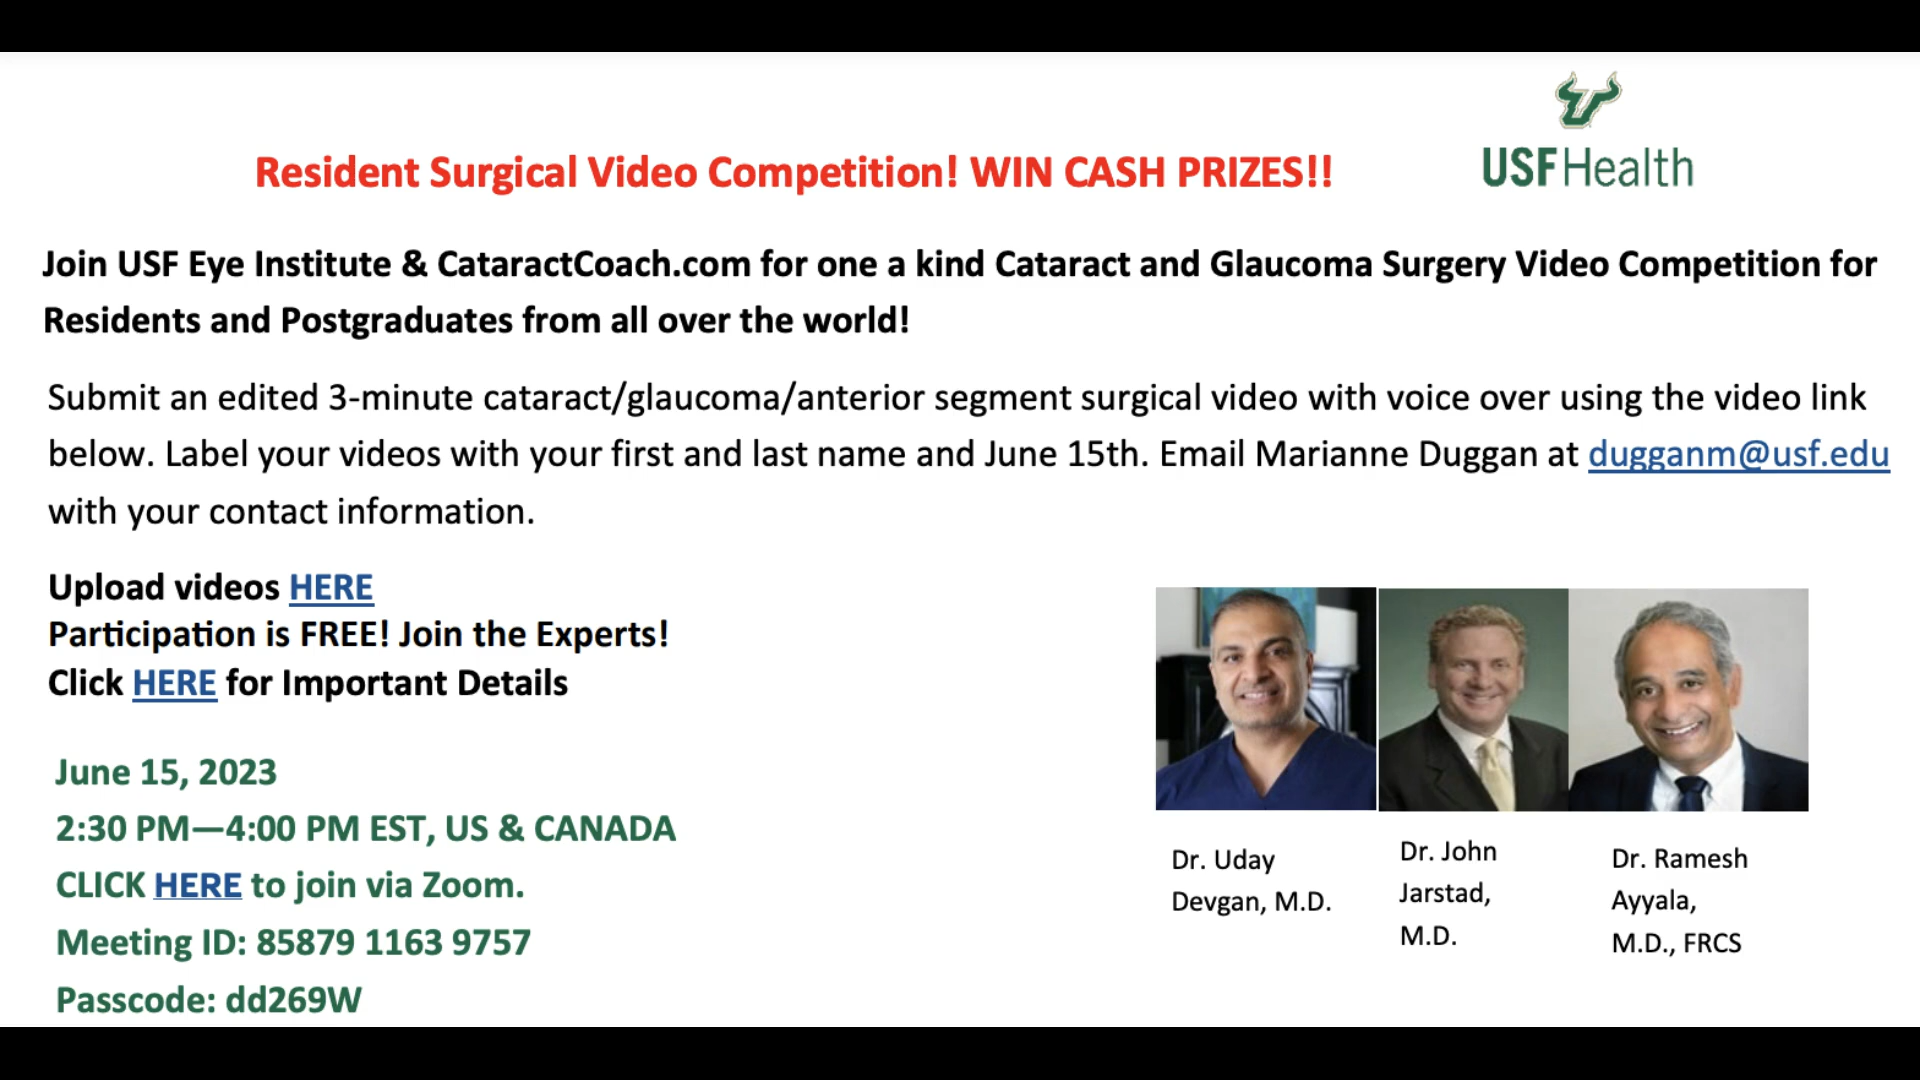 USF Health
Resident Surgical Video Competition! WIN CASH PRIZES!!
Join USF Eye Institute & CataractCoach.com for one a kind Cataract and Glaucoma Surgery Video Competition for
Residents and Postgraduates from all over the world!
Submit an edited 3-minute cataract/glaucoma/anterior segment surgical video with voice over using the video link
below. Label your videos with your first and last name and June 15th. Email Marianne Duggan at dugganm@usf.edu
with your contact information.
Upload videos HERE
Participation is FREE! Join the Experts!
Click HERE for Important Details
June 15, 2023
2:30 PM—4:00 PM EST, US & CANADA
CLICK HERE to join via Zoom.
Meeting ID: 85879 1163 9757
Passcode: dd269W
Dr. Uday
Devgan, M.D.
Dr. John
Jarstad,
M.D.
Dr. Ramesh
Ayyala,
M.D., FRCS